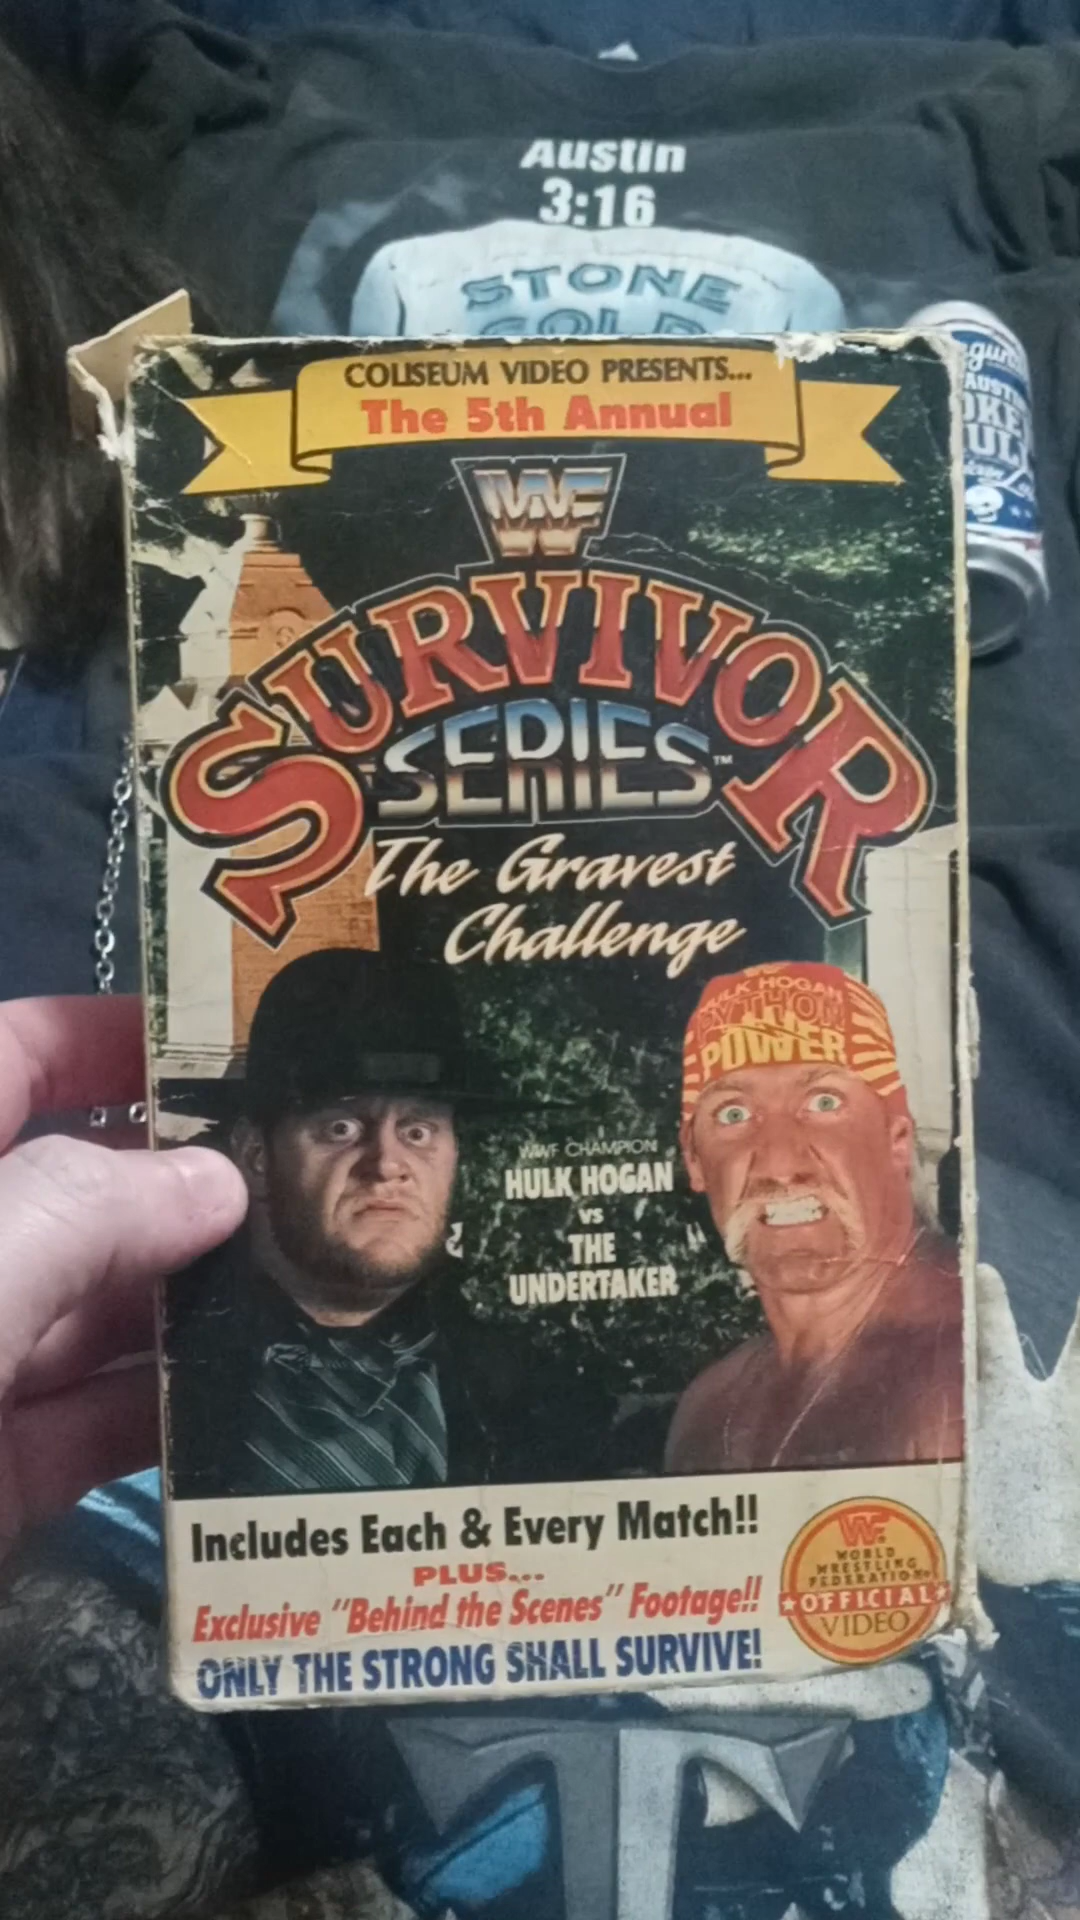 Austin
3:16
STONE
COLD
COLISEUM VIDEO PRESENTS...
The 5th Annual
WWF
SURVIVOR
SERIES™
The Gravest
Challenge
HULK HOGAN
PYTHON
POWER
WWF CHAMPION
HULK HOGAN
vs
THE
UNDERTAKER
Includes Each & Every Match!!
PLUS...
Exclusive "Behind the Scenes" Footage!!
ONLY THE STRONG SHALL SURVIVE!
WF
WORLD
WRESTLING
FEDERATION
OFFICIAL
VIDEO